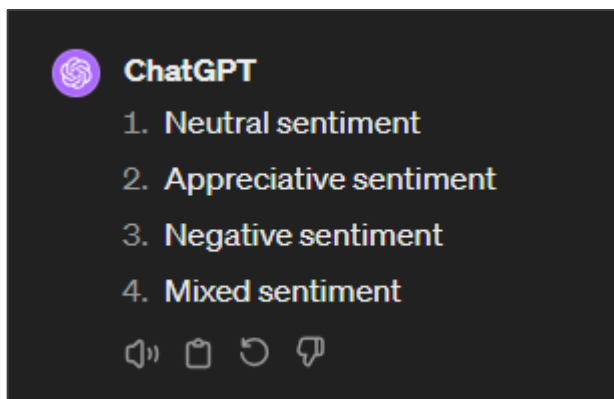 ChatGPT
1. Neutral sentiment
2. Appreciative sentiment
3. Negative sentiment
4. Mixed sentiment